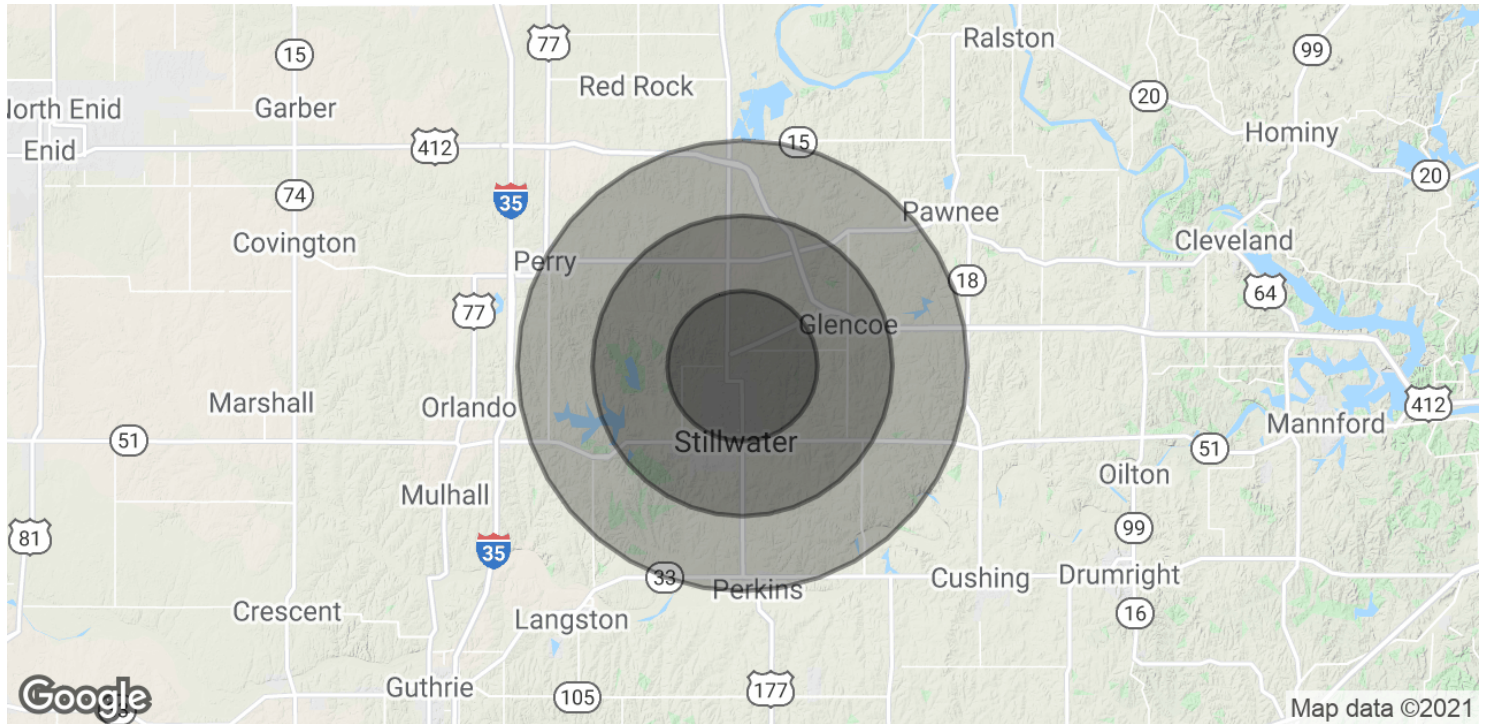 Ralston
77
15
99
Red Rock
20
North Enid
Garber
Hominy
Enid
412
15
20
74
35
Pawnee
Covington
Perry
Cleveland
18
64
77
Glencoe
Marshall
Orlando
412
Mannford
51
Stillwater
51
Oilton
Mulhall
99
81
35
33
Perkins
Cushing
Drumright
Crescent
Langston
16
Guthrie
105
177
Google
Map data ©2021